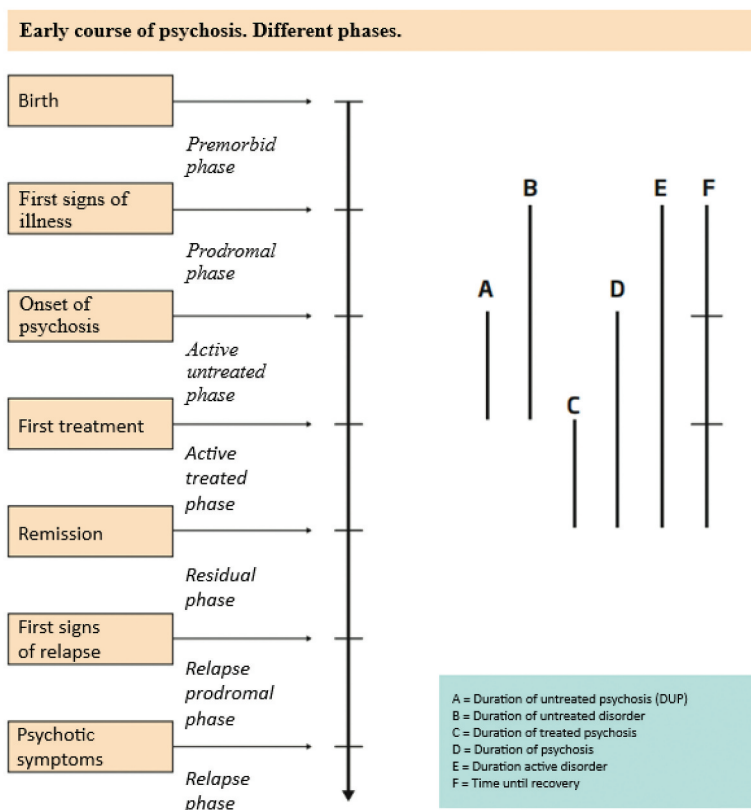 Early course of psychosis. Different phases.
Birth
Premorbid
phase
First signs of
illness
Prodromal
phase
Onset of
psychosis
Active
untreated
phase
First treatment
Active
treated
phase
Remission
Residual
phase
First signs
of relapse
Relapse
prodromal
phase
Psychotic
symptoms
Relapse
phase
A
B
C
D
E
F
A = Duration of untreated psychosis (DUP)
B = Duration of untreated disorder
C = Duration of treated psychosis
D = Duration of psychosis
E = Duration active disorder
F = Time until recovery